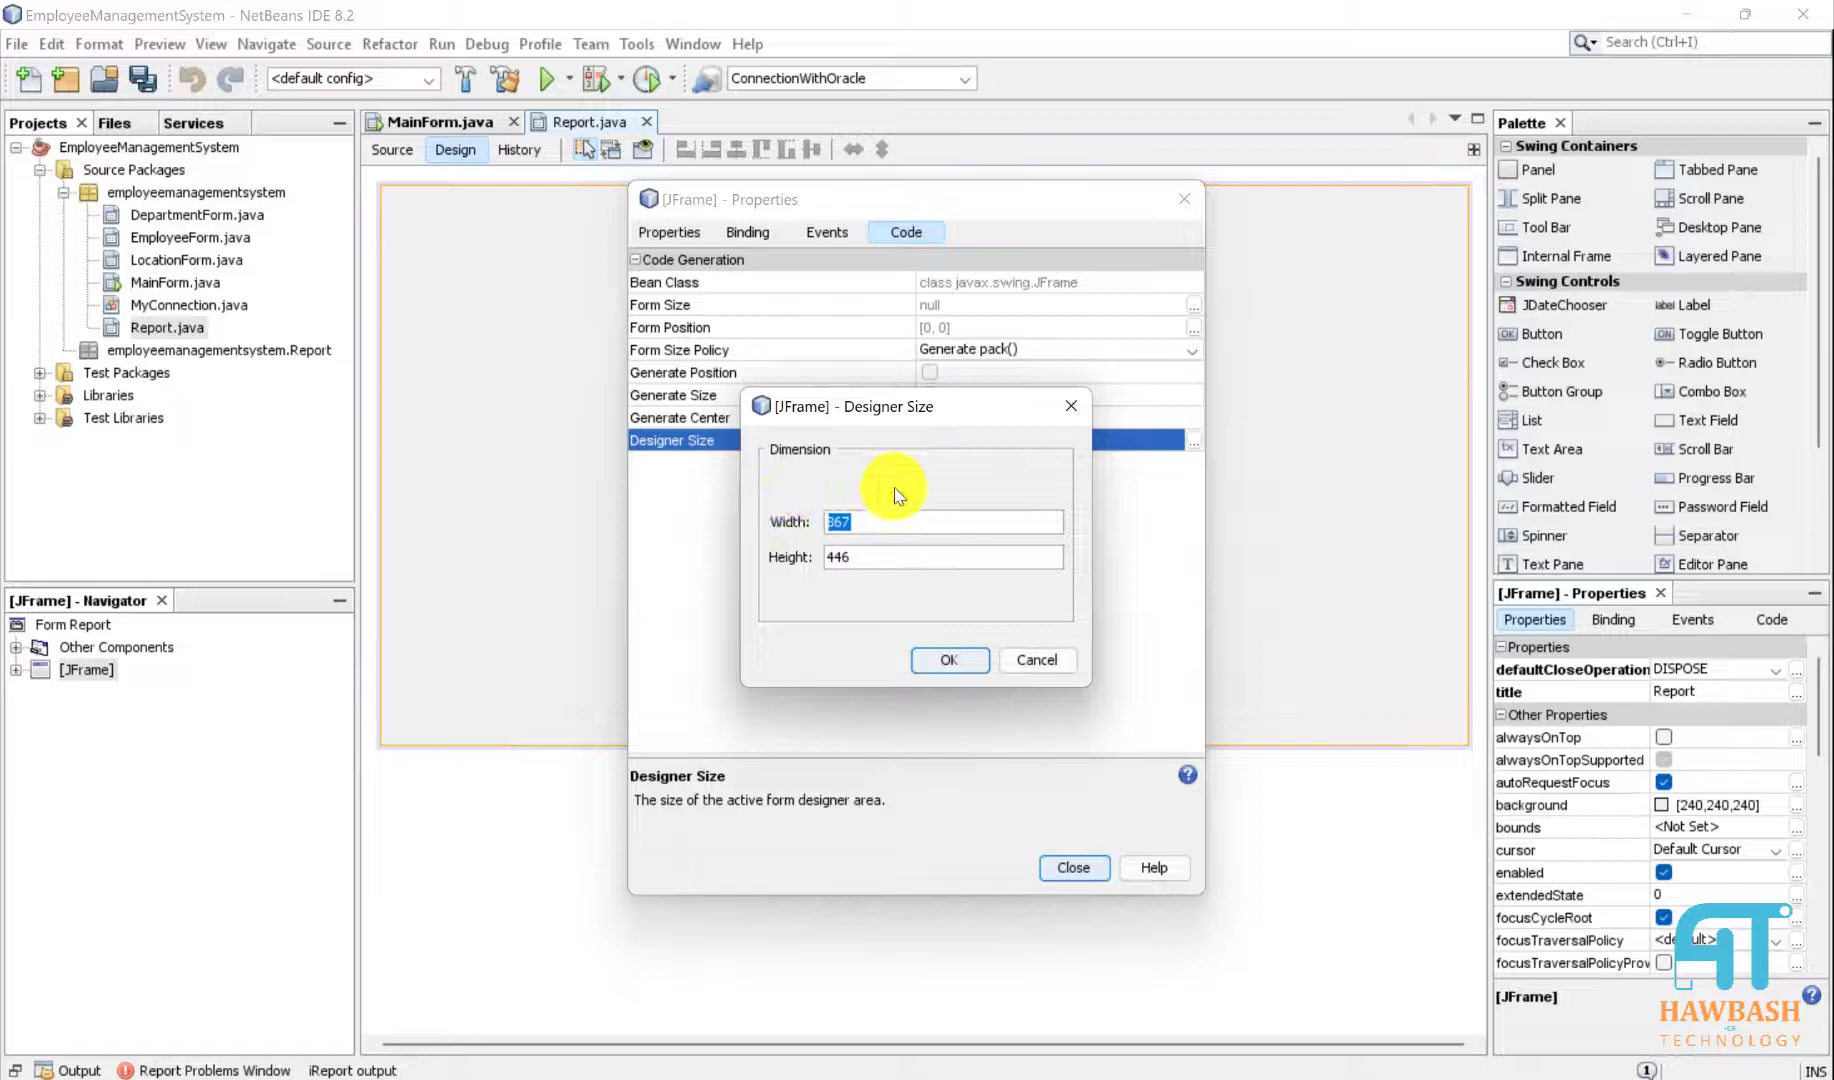 EmployeeManagementSystem - NetBeans IDE 8.2
File Edit Format Preview View Navigate Source Refactor Run Debug Profile Team Tools Window Help
Search (Ctrl+I)
<default config>
ConnectionWithOracle
Projects Files Services
EmployeeManagementSystem
Source Packages
employeemanagementsystem
DepartmentForm.java
EmployeeForm.java
LocationForm.java
MainForm.java
MyConnection.java
Report.java
employeemanagementsystem.Report
Test Packages
Libraries
Test Libraries
[JFrame] - Navigator
Form Report
Other Components
[JFrame]
MainForm.java Report.java
Source Design History
[JFrame] - Properties
Properties Binding Events Code
Code Generation
Bean Class class javax.swing.JFrame
Form Size null
Form Position [0, 0]
Form Size Policy Generate pack()
Generate Position
Generate Size
Generate Center
Designer Size
[JFrame] - Designer Size
Dimension
Width: 867
Height: 446
OK Cancel
Designer Size
The size of the active form designer area.
Close Help
Palette
Swing Containers
Panel Tabbed Pane
Split Pane Scroll Pane
Tool Bar Desktop Pane
Internal Frame Layered Pane
Swing Controls
JDateChooser label Label
OK Button ON Toggle Button
Check Box Radio Button
Button Group Combo Box
List Text Field
Text Area Scroll Bar
Slider Progress Bar
Formatted Field Password Field
Spinner Separator
Text Pane Editor Pane
[JFrame] - Properties
Properties Binding Events Code
Properties
defaultCloseOperation DISPOSE
title Report
Other Properties
alwaysOnTop
alwaysOnTopSupported
autoRequestFocus
background [240,240,240]
bounds <Not Set>
cursor Default Cursor
enabled
extendedState 0
focusCycleRoot
focusTraversalPolicy
focusTraversalPolicyProv
[JFrame]
HAWBASH
TECHNOLOGY
Output Report Problems Window iReport output
1 INS